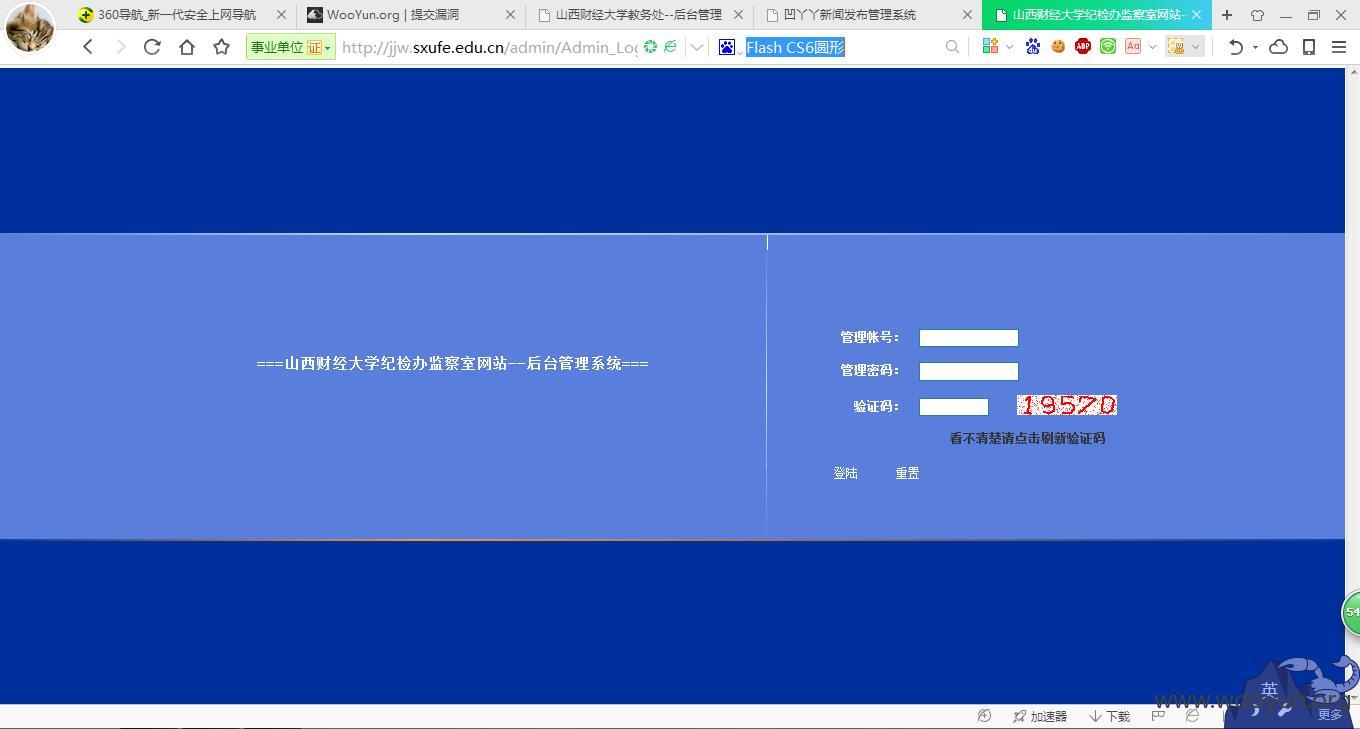 360导航_新一代安全上网导航
WooYun.org | 提交漏洞
山西财经大学教务处--后台管理
凹丫丫新闻发布管理系统
山西财经大学纪检办监察室网站-
事业单位 证
http://jjw.sxufe.edu.cn/admin/Admin_Log
Flash CS6圆形
ABP
Aa
管理帐号：
===山西财经大学纪检办监察室网站--后台管理系统===
管理密码：
验证码：
19570
看不清楚请点击刷新验证码
登陆
重置
54
英
www.wooyun.org
加速器
下载
更多